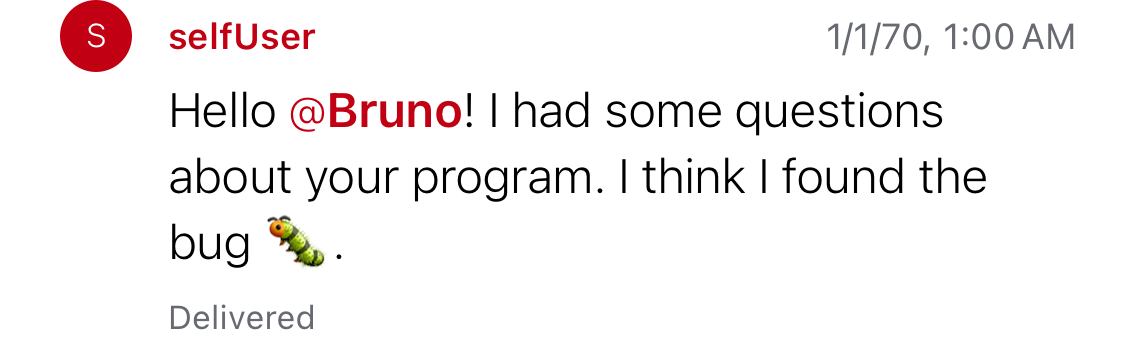 S
selfUser
1/1/70, 1:00 AM
Hello @Bruno! I had some questions
about your program. I think I found the
bug 🐛.
Delivered